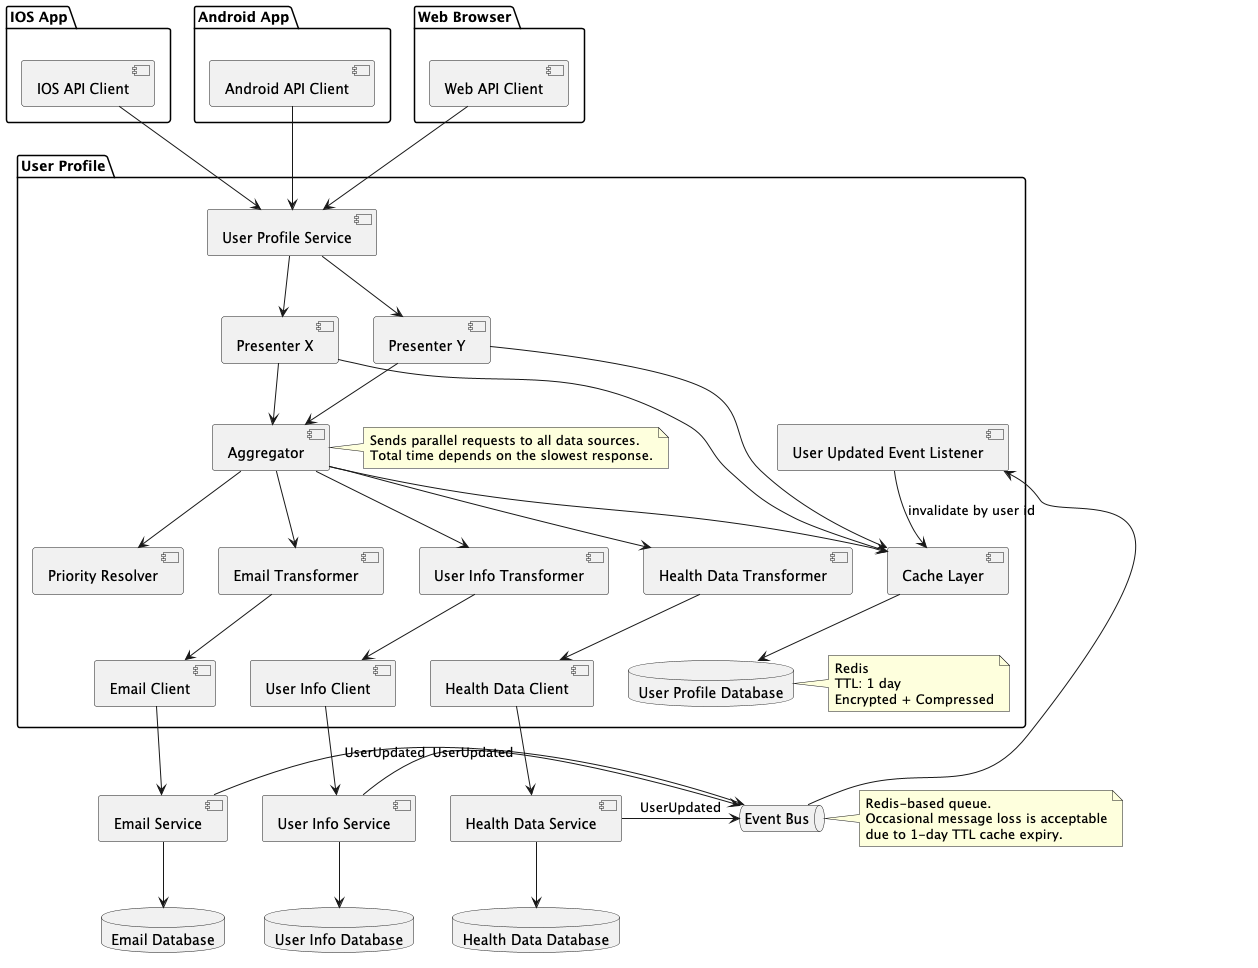 IOS App
Android App
Web Browser
IOS API Client
Android API Client
Web API Client
User Profile
User Profile Service
Presenter X
Presenter Y
Aggregator
Sends parallel requests to all data sources.
Total time depends on the slowest response.
User Updated Event Listener
invalidate by user id
Priority Resolver
Email Transformer
User Info Transformer
Health Data Transformer
Cache Layer
Email Client
User Info Client
Health Data Client
User Profile Database
Redis
TTL: 1 day
Encrypted + Compressed
UserUpdated
UserUpdated
UserUpdated
Email Service
User Info Service
Health Data Service
Event Bus
Redis-based queue.
Occasional message loss is acceptable
due to 1-day TTL cache expiry.
Email Database
User Info Database
Health Data Database